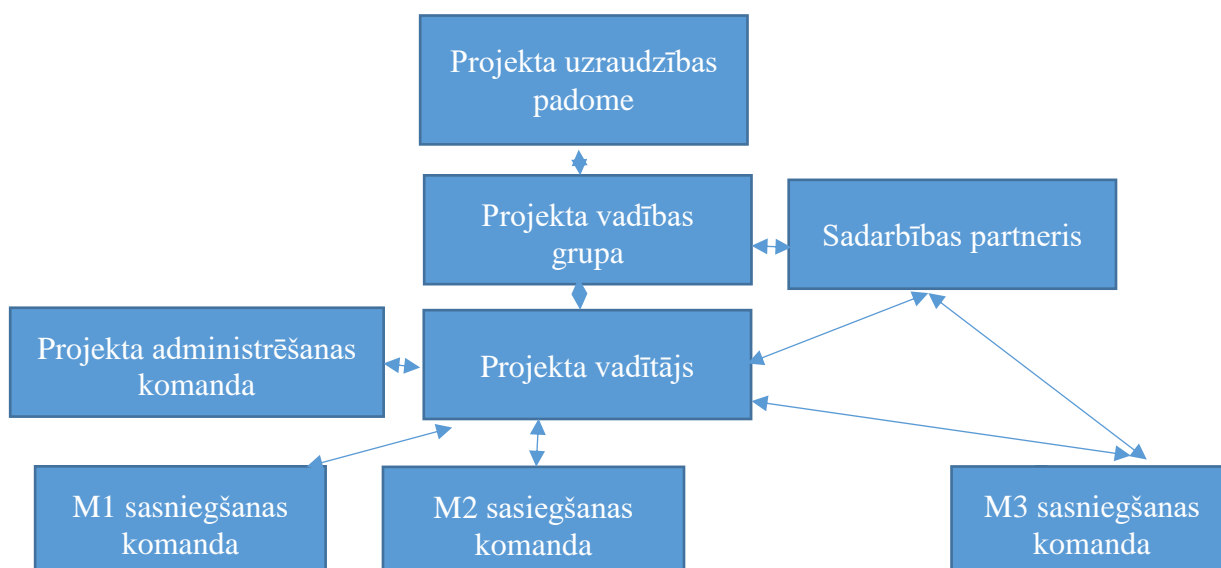 Projekta uzraudzības
padome
Projekta vadības
grupa
Sadarbības partneris
Projekta administrēšanas
komanda
Projekta vadītājs
M1 sasniegšanas
komanda
M2 sasiegšanas
komanda
M3 sasniegšanas
komanda